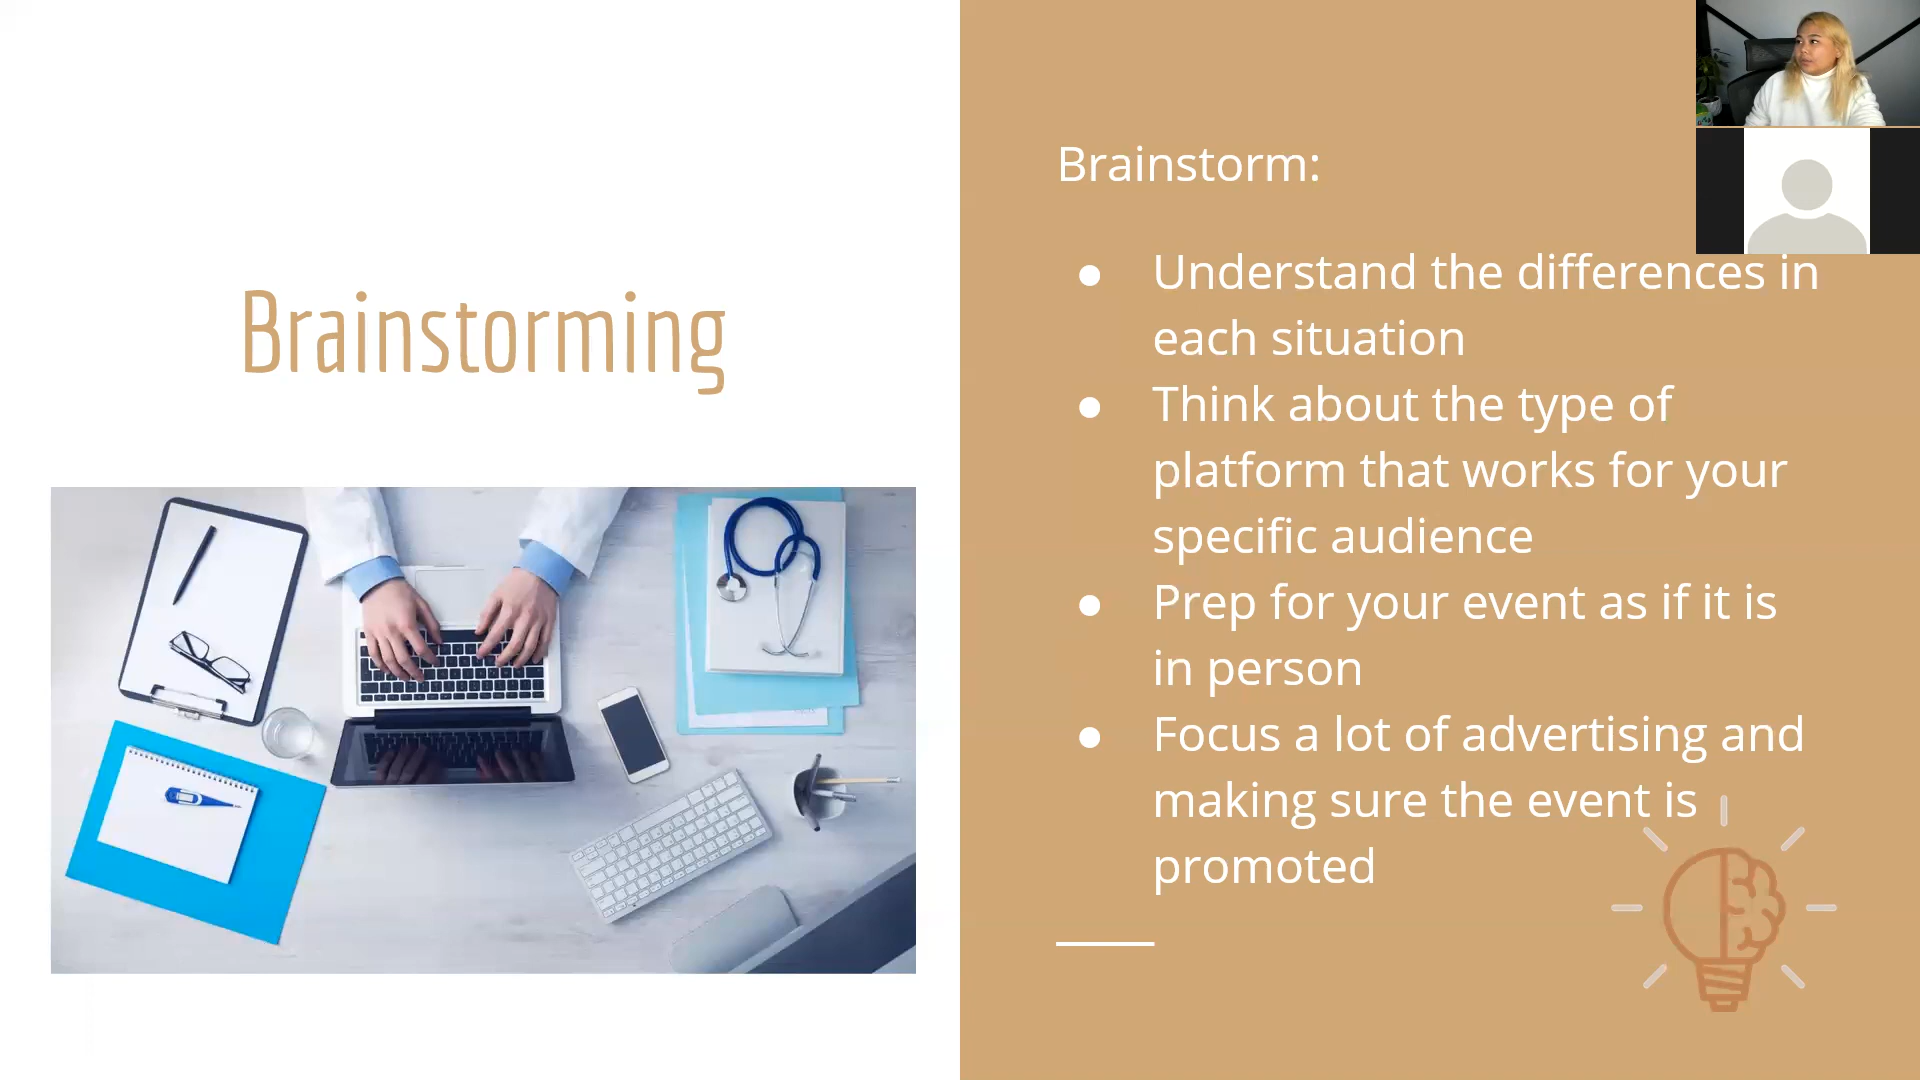 Brainstorming
Brainstorm:
● Understand the differences in
each situation
● Think about the type of
platform that works for your
specific audience
● Prep for your event as if it is
in person
● Focus a lot of advertising and
making sure the event is
promoted